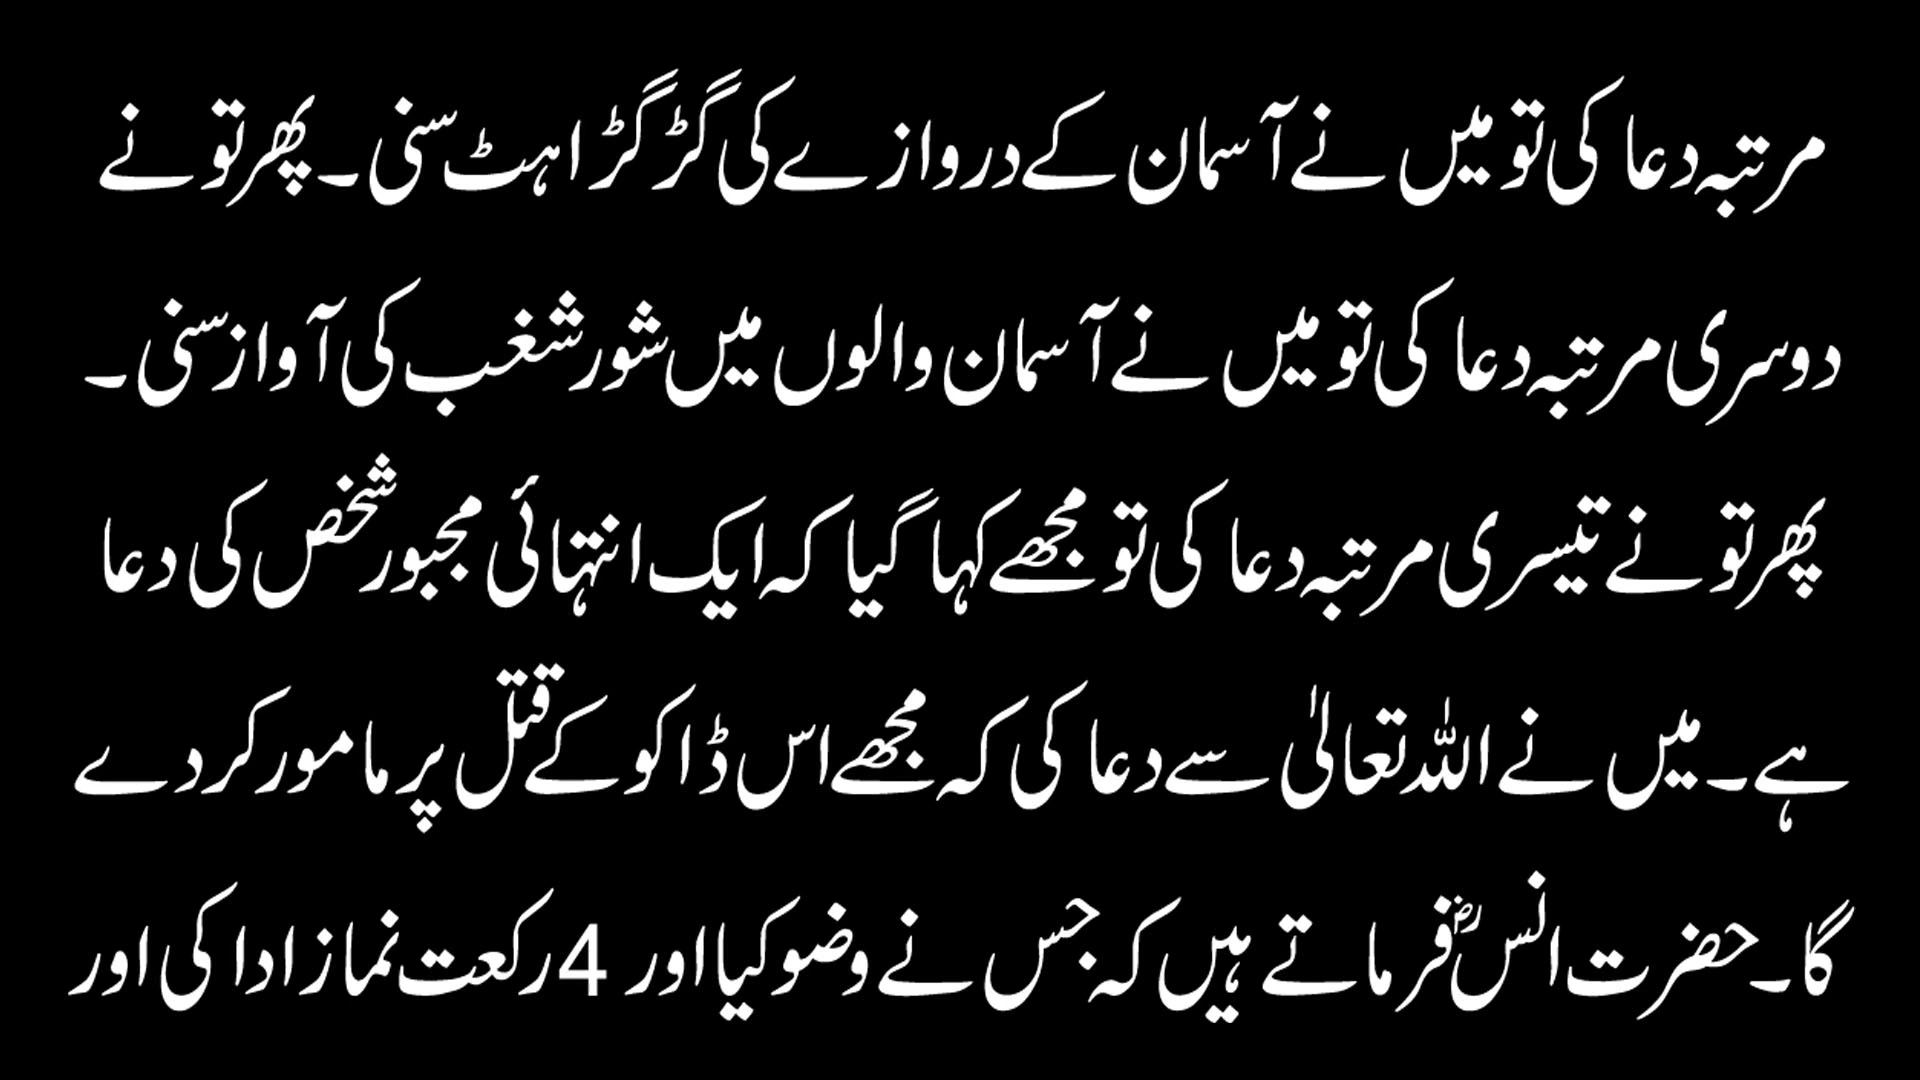 مرتبہ دعا کی تو میں نے آسمان کے دروازے کی گڑگڑاہٹ سنی۔ پھر تو نے
دوسری مرتبہ دعا کی تو میں نے آسمان والوں میں شور شغب کی آواز سنی۔
پھر تو نے تیسری مرتبہ دعا کی تو مجھے کہا گیا کہ ایک انتہائی مجبور شخص کی دعا
ہے۔ میں نے اللہ تعالیٰ سے دعا کی کہ مجھے اس ڈاکو کے قتل پر مامور کر دے
گا۔ حضرت انسؓ فرماتے ہیں کہ جس نے وضو کیا اور 4 رکعت نماز ادا کی اور